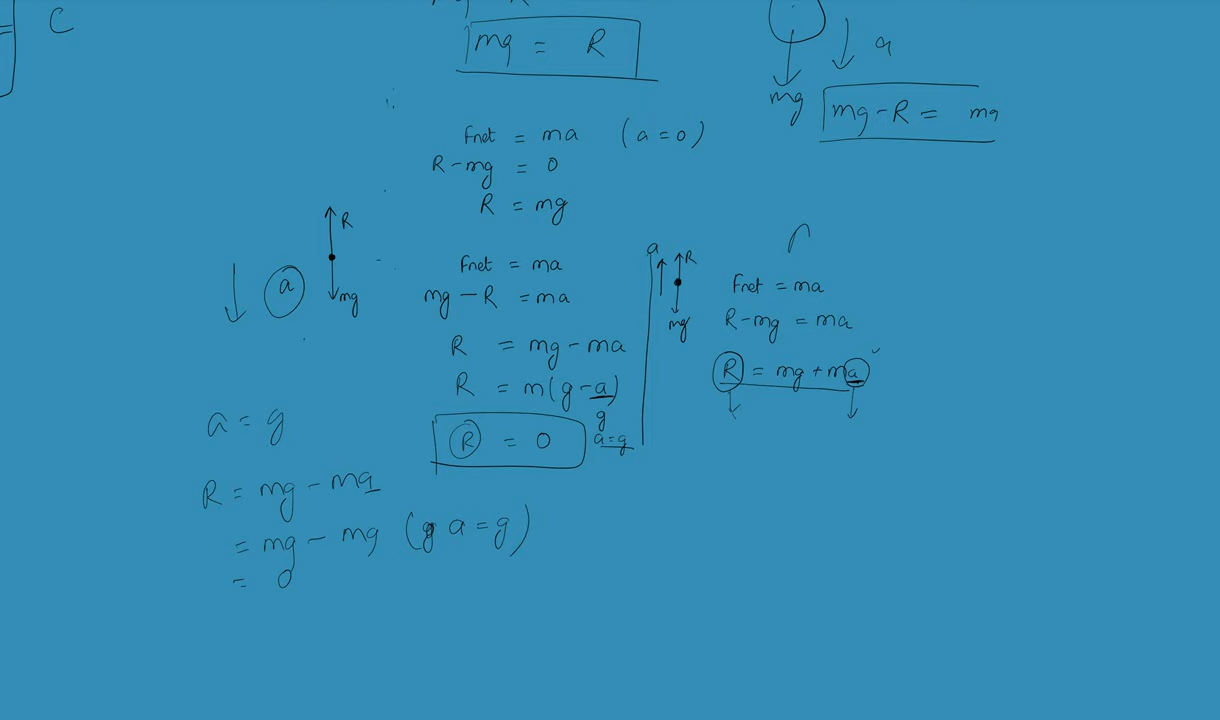 C
mg = R
a
mg
mg - R = ma
Fnet = ma (a = 0)
R - mg = 0
R = mg
R
a
mg
Fnet = ma
mg - R = ma
R = mg - ma
R = m(g - a)
g
R = 0
a = g
a
R
mg
Fnet = ma
R - mg = ma
R = mg + ma
a = g
R = mg - ma
= mg - mg (g a = g)
= 0